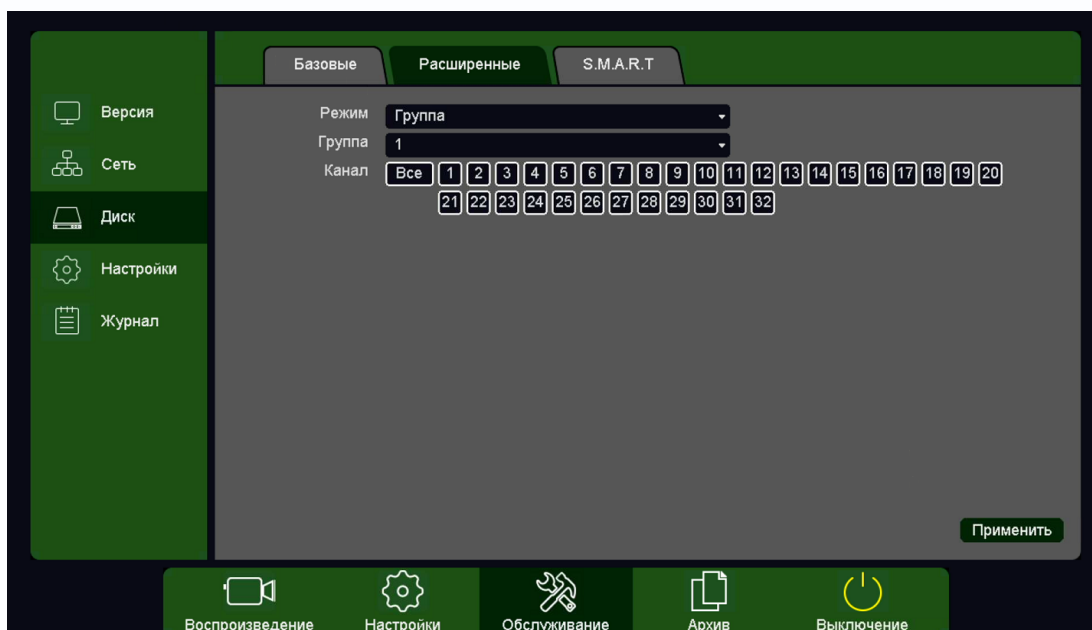 Базовые Расширенные S.M.A.R.T
Версия
Сеть
Диск
Настройки
Журнал
Режим Группа
Группа 1
Канал Все 1 2 3 4 5 6 7 8 9 10 11 12 13 14 15 16 17 18 19 20
21 22 23 24 25 26 27 28 29 30 31 32
Применить
Воспроизведение Настройки Обслуживание Архив Выключение